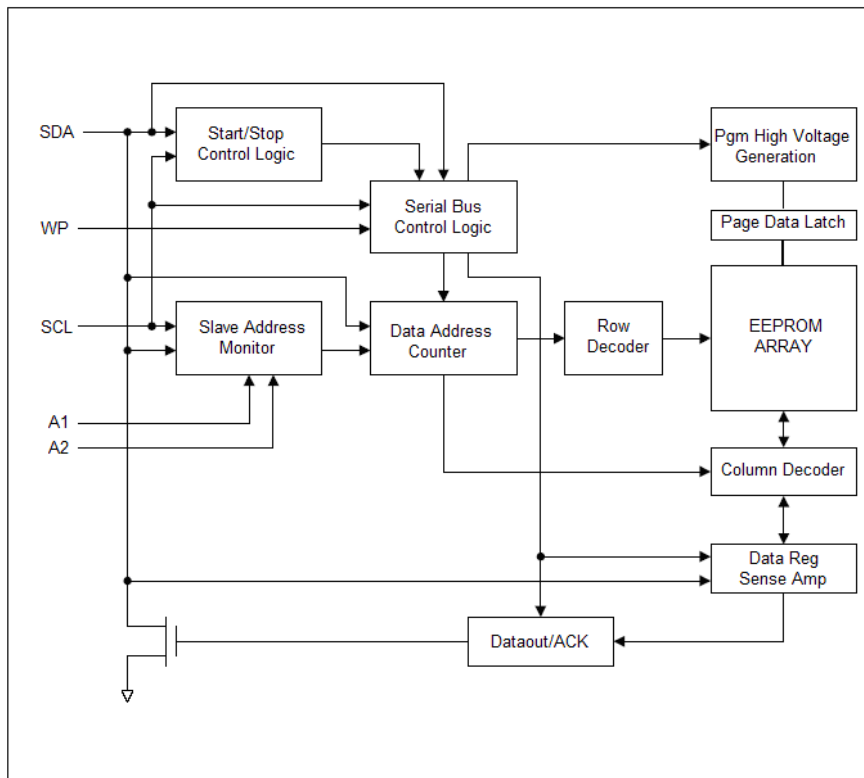 SDA
Start/Stop
Control Logic
Pgm High Voltage
Generation
Serial Bus
Control Logic
WP
Page Data Latch
SCL
Slave Address
Monitor
Data Address
Counter
Row
Decoder
EEPROM
ARRAY
A1
A2
Column Decoder
Data Reg
Sense Amp
Dataout/ACK